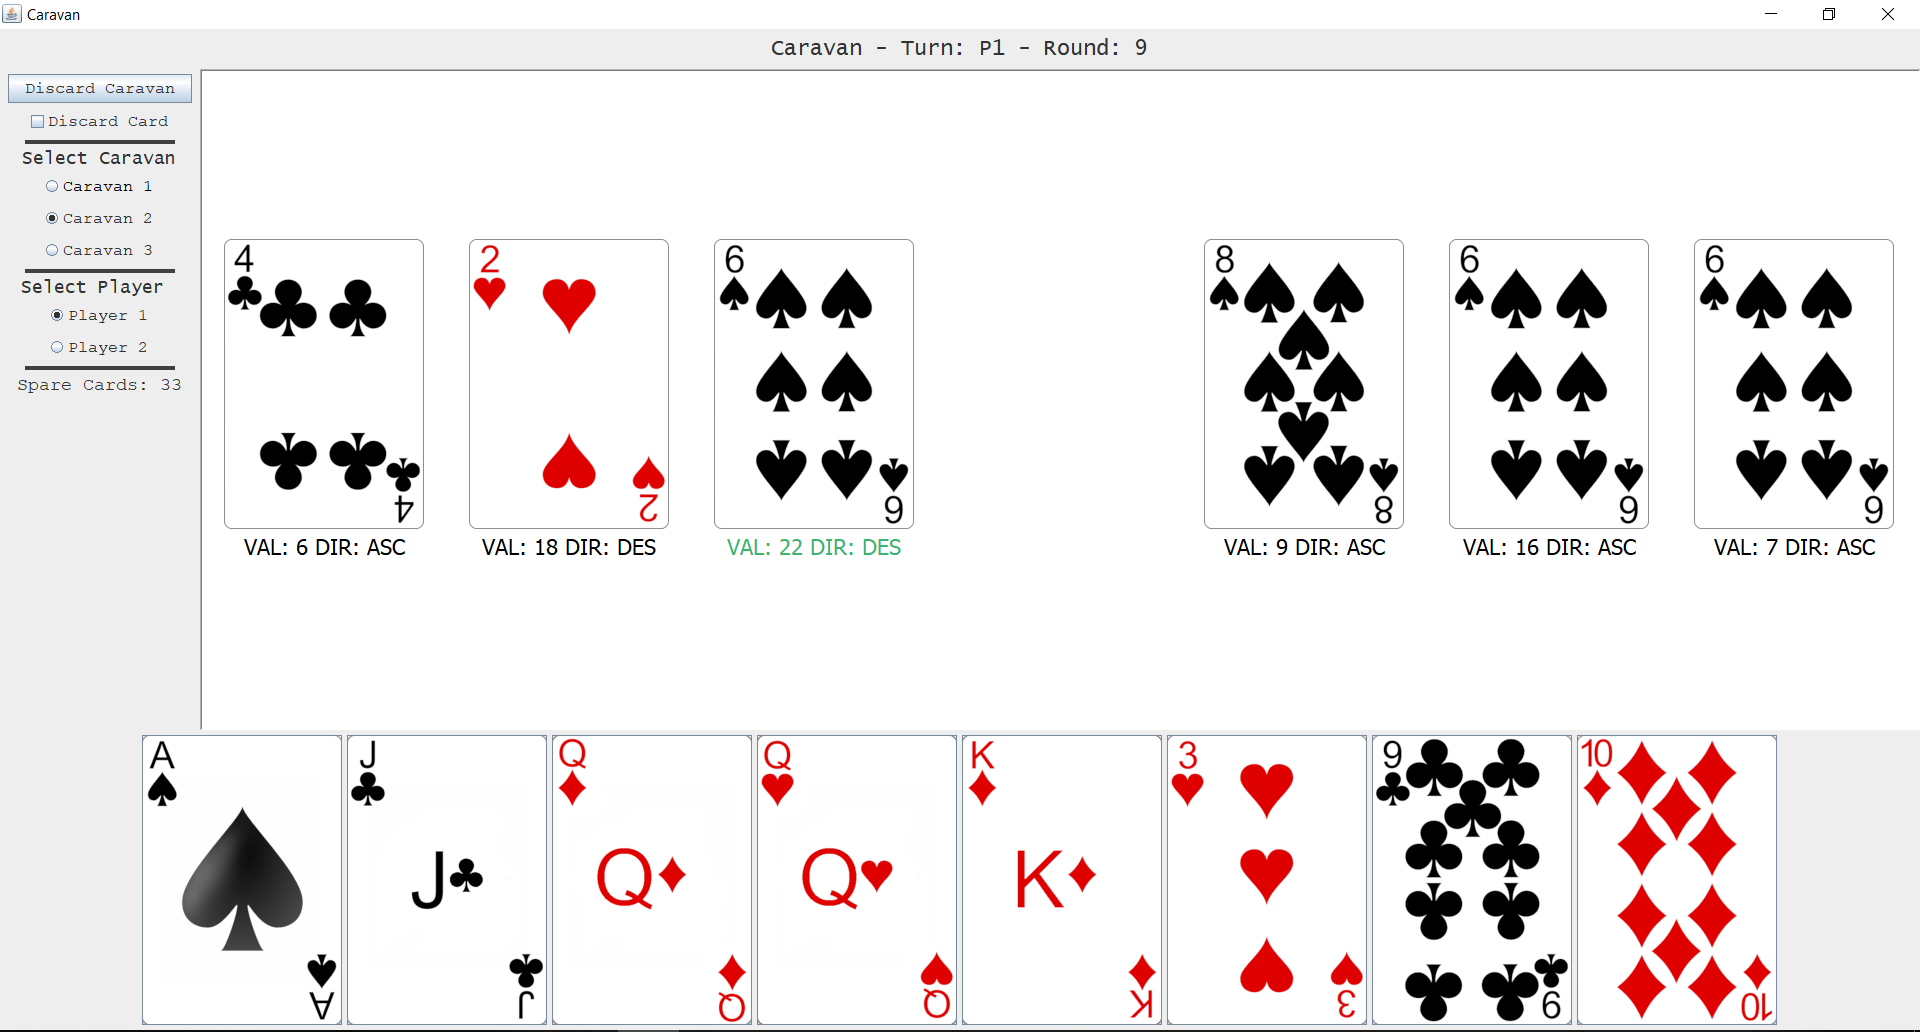 Caravan
Caravan - Turn: P1 - Round: 9
Discard Caravan
Discard Card
Select Caravan
Caravan 1
Caravan 2
Caravan 3
Select Player
Player 1
Player 2
Spare Cards: 33
4
4
2
2
6
6
8
8
6
6
6
6
VAL: 6 DIR: ASC
VAL: 18 DIR: DES
VAL: 22 DIR: DES
VAL: 9 DIR: ASC
VAL: 16 DIR: ASC
VAL: 7 DIR: ASC
A
A
J
J
J
Q
Q
Q
Q
Q
Q
K
K
K
3
3
9
9
10
10